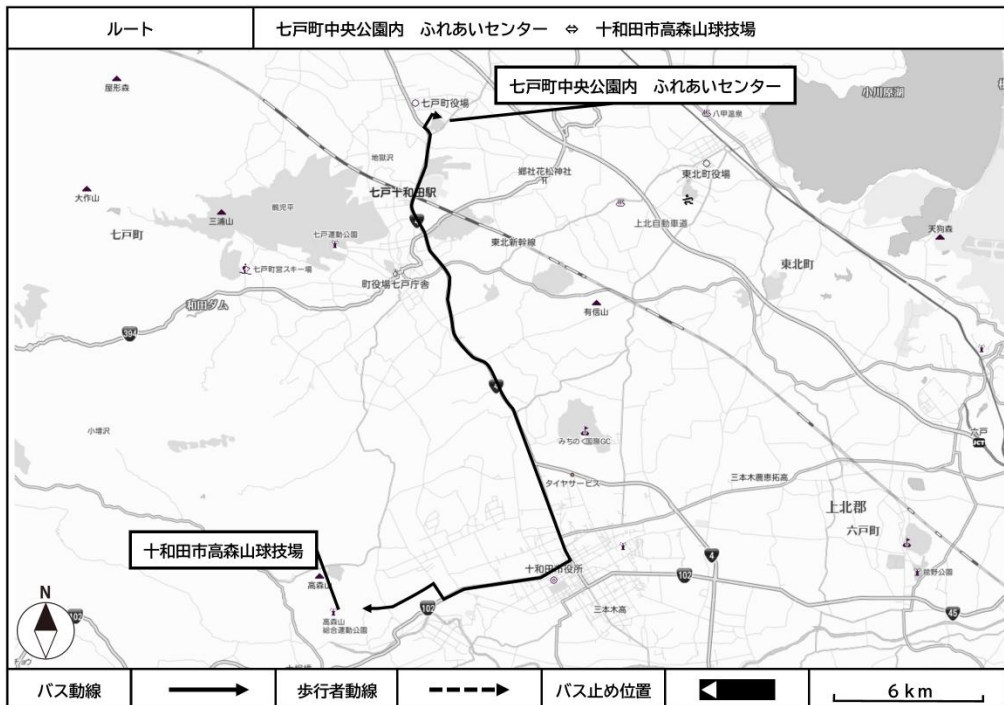 ルート
七戸町中央公園内 ふれあいセンター ⇔ 十和田市高森山球技場
屋形森
七戸町役場
七戸町中央公園内 ふれあいセンター
小川原湖
八甲温泉
地獄沢
東北町役場
郷社花松神社
七戸十和田駅
大作山
鶴児平
三浦山
七戸町
七戸運動公園
上北自動車道
天狗森
東北新幹線
七戸町営スキー場
町役場七戸庁舎
東北町
和田ダム
有信山
394
4
小増沢
みちのく国際GC
六戸
JCT
タイヤサービス
三本木農恵拓高
上北郡
六戸町
十和田市高森山球技場
十和田市役所
4
高森山
102
舘野公園
N
102
高森山
総合運動公園
102
三本木高
45
バス動線
歩行者動線
バス止め位置
6km